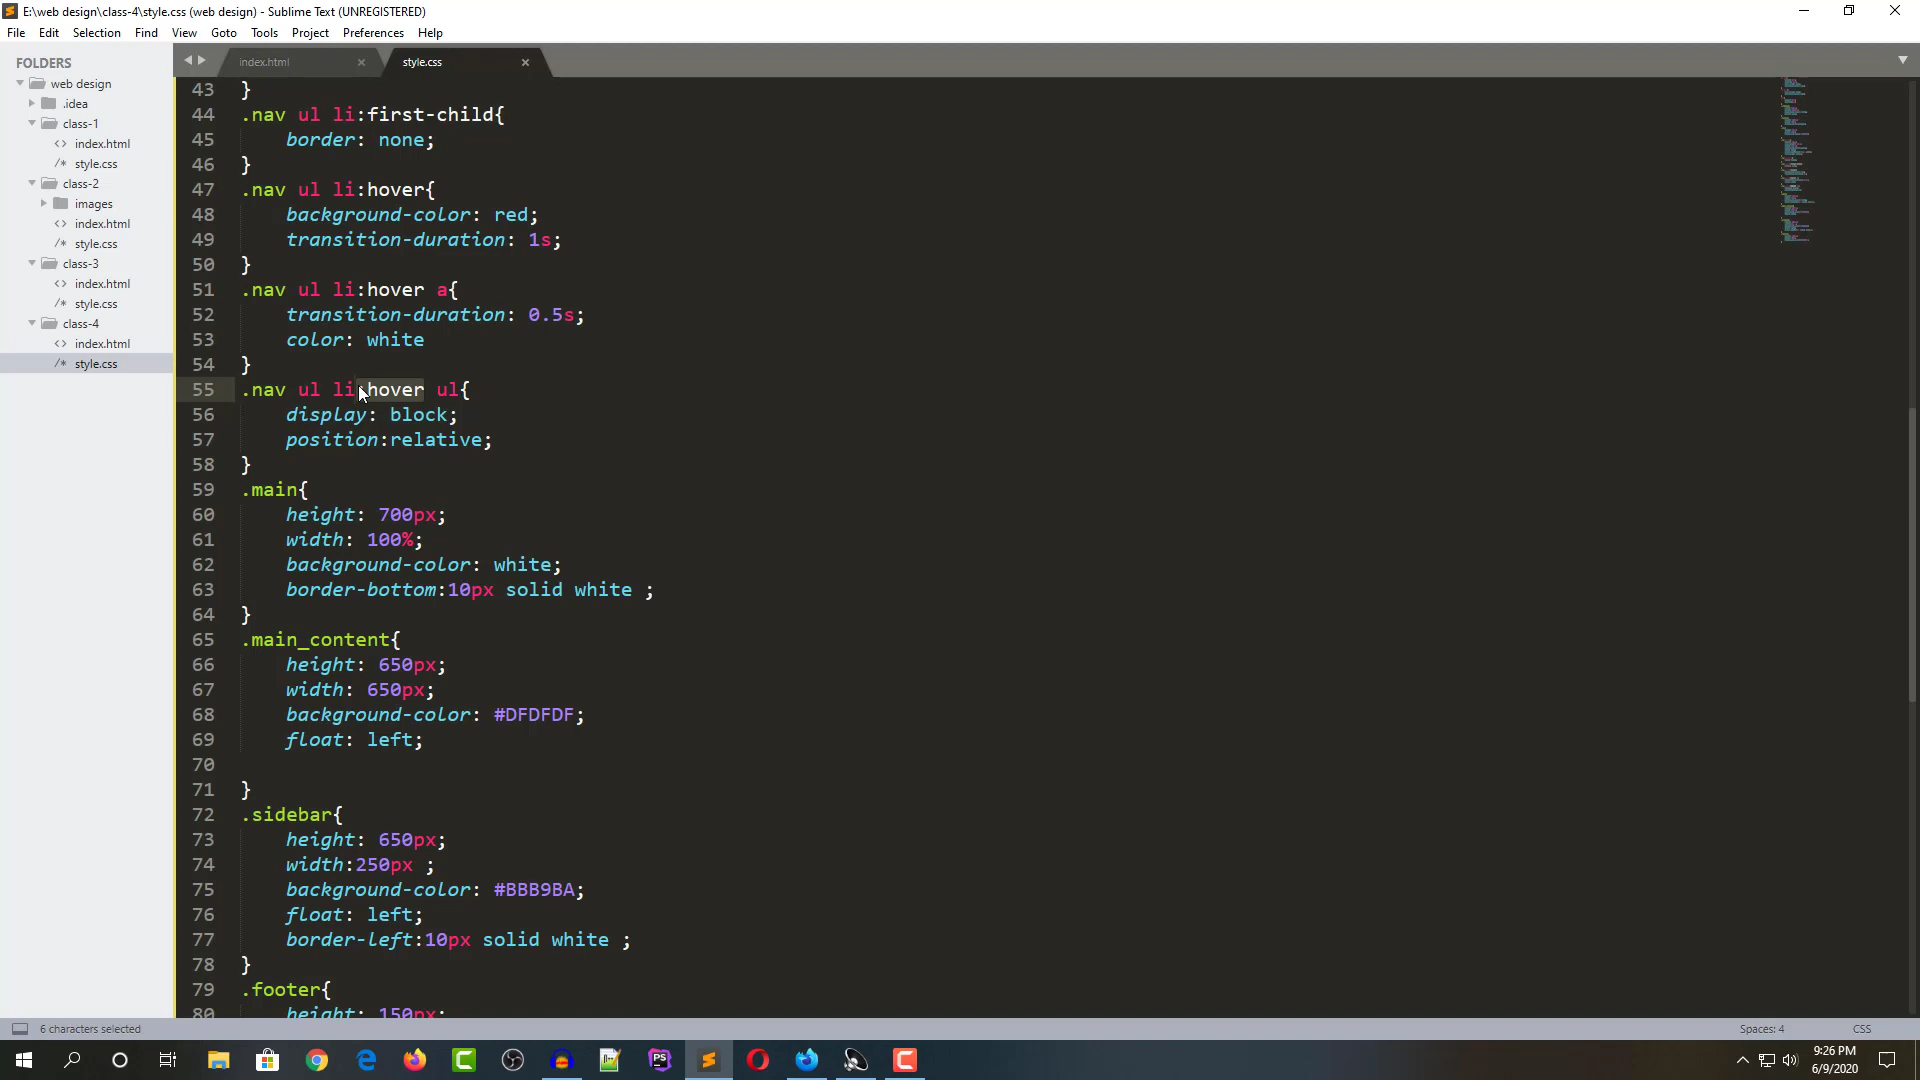 E:\web design\class-4\style.css (web design) - Sublime Text (UNREGISTERED)
File Edit Selection Find View Goto Tools Project Preferences Help
FOLDERS
web design
.idea
class-1
<> index.html
/* style.css
class-2
images
<> index.html
/* style.css
class-3
<> index.html
/* style.css
class-4
<> index.html
/* style.css
index.html ×
style.css ×
43 }
44 .nav ul li:first-child{
45 border: none;
46 }
47 .nav ul li:hover{
48 background-color: red;
49 transition-duration: 1s;
50 }
51 .nav ul li:hover a{
52 transition-duration: 0.5s;
53 color: white
54 }
55 .nav ul li:hover ul{
56 display: block;
57 position:relative;
58 }
59 .main{
60 height: 700px;
61 width: 100%;
62 background-color: white;
63 border-bottom:10px solid white ;
64 }
65 .main_content{
66 height: 650px;
67 width: 650px;
68 background-color: #DFDFDF;
69 float: left;
70
71 }
72 .sidebar{
73 height: 650px;
74 width:250px ;
75 background-color: #BBB9BA;
76 float: left;
77 border-left:10px solid white ;
78 }
79 .footer{
80 height: 150px;
6 characters selected
Spaces: 4
CSS
9:26 PM
6/9/2020